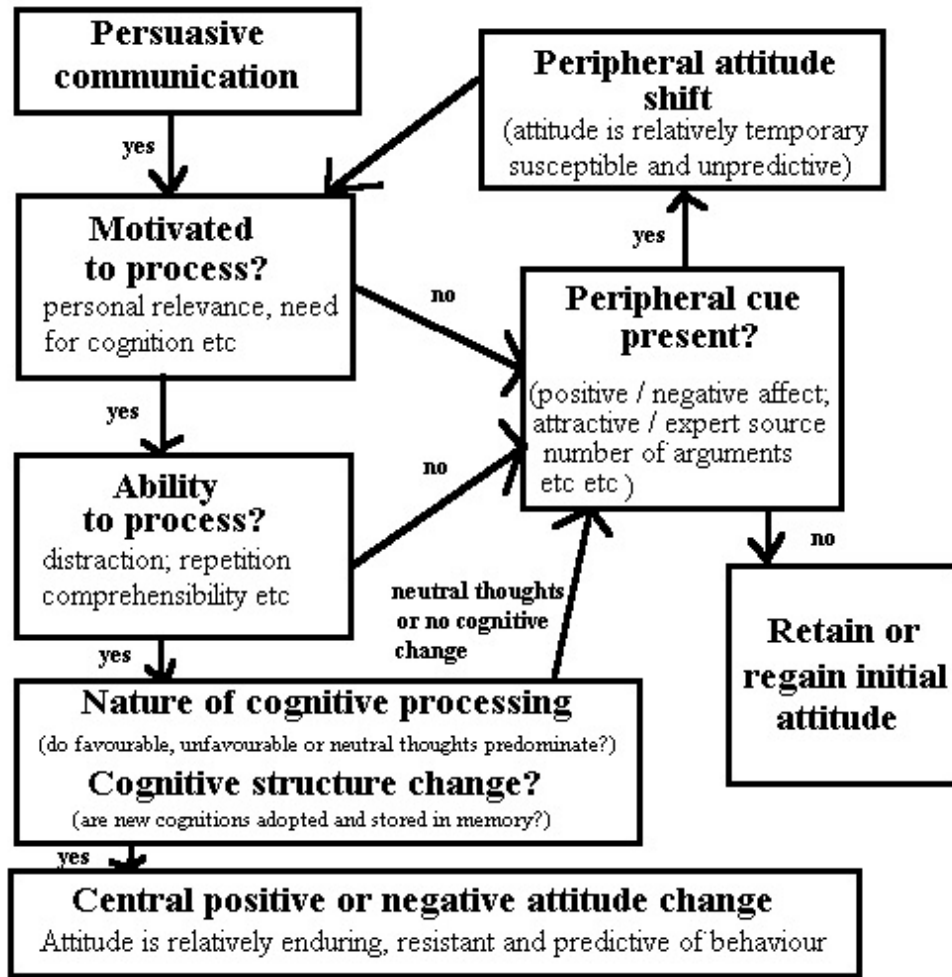 Persuasive
communication
yes
Motivated
to process?
personal relevance, need
for cognition etc
yes
Ability
to process?
distraction; repetition
comprehensibility etc
yes
Nature of cognitive processing
(do favourable, unfavourable or neutral thoughts predominate?)
Cognitive structure change?
(are new cognitions adopted and stored in memory?)
yes
Central positive or negative attitude change
Attitude is relatively enduring, resistant and predictive of behaviour
no
no
neutral thoughts
or no cognitive
change
Peripheral attitude
shift
(attitude is relatively temporary
susceptible and unpredictive)
yes
Peripheral cue
present?
(positive / negative affect;
attractive / expert source
number of arguments
etc etc )
no
Retain or
regain initial
attitude